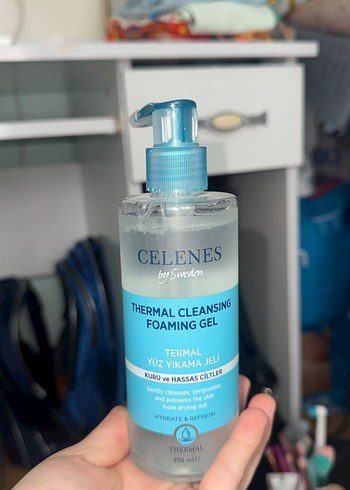 CELENES
by Sweden
THERMAL CLEANSING
FOAMING GEL
TERMAL
YÜZ YIKAMA JELİ
KURU ve HASSAS CİLTLER
Gently cleanses, invigorates
and prevents the skin
from drying out
HYDRATE & REFRESH
THERMAL
250 ml ℮